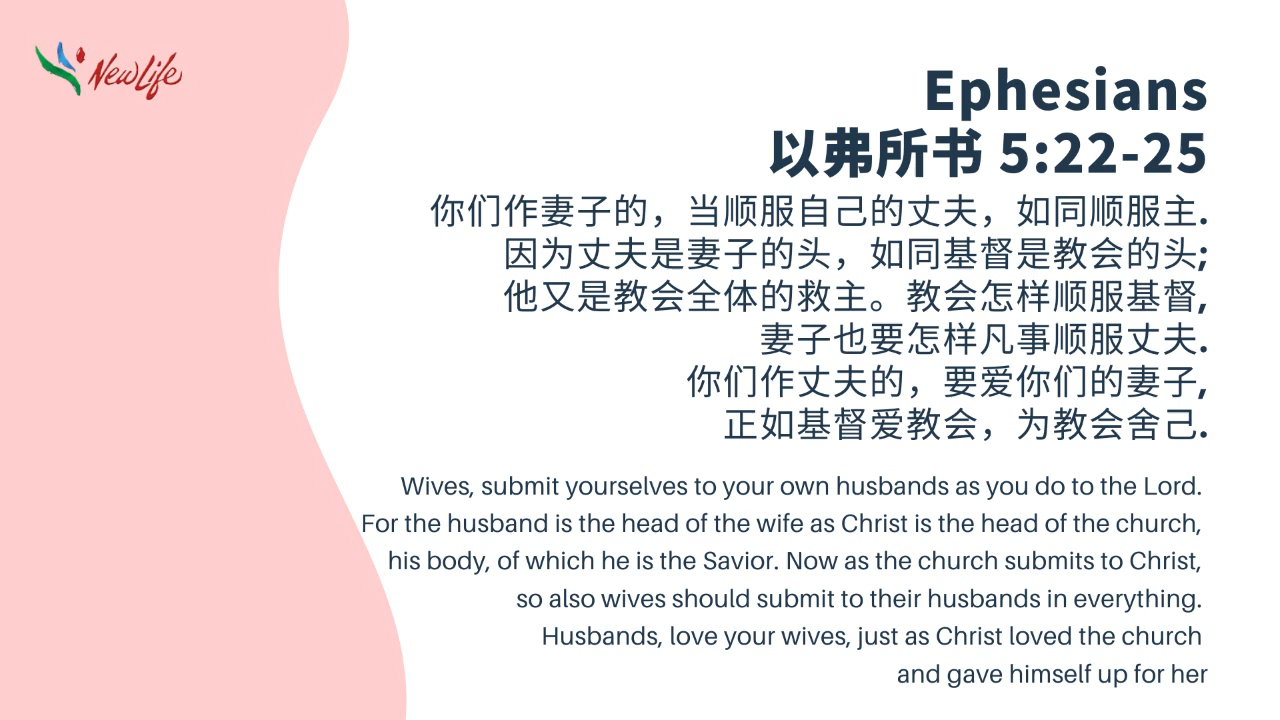 NewLife
Ephesians
以弗所书 5:22-25
你们作妻子的，当顺服自己的丈夫，如同顺服主.
因为丈夫是妻子的头，如同基督是教会的头;
他又是教会全体的救主。教会怎样顺服基督,
妻子也要怎样凡事顺服丈夫.
你们作丈夫的，要爱你们的妻子,
正如基督爱教会，为教会舍己.
Wives, submit yourselves to your own husbands as you do to the Lord.
For the husband is the head of the wife as Christ is the head of the church,
his body, of which he is the Savior. Now as the church submits to Christ,
so also wives should submit to their husbands in everything.
Husbands, love your wives, just as Christ loved the church
and gave himself up for her